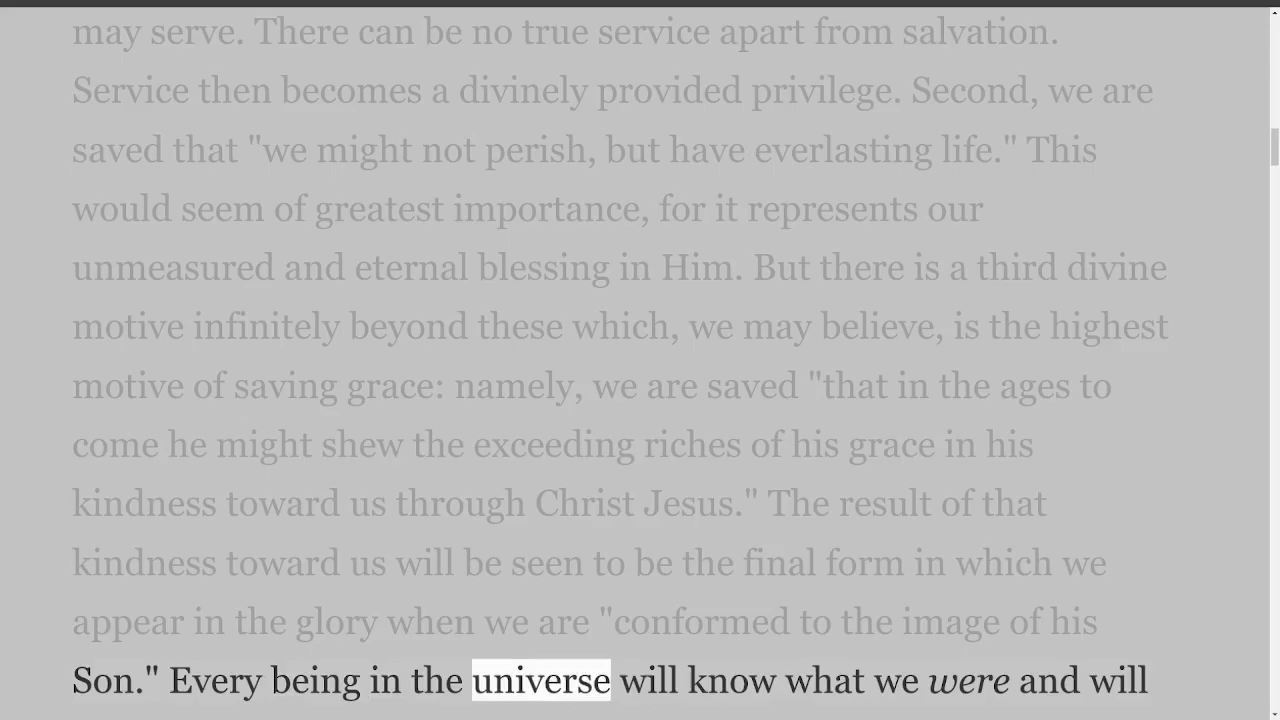 may serve. There can be no true service apart from salvation.
Service then becomes a divinely provided privilege. Second, we are
saved that "we might not perish, but have everlasting life." This
would seem of greatest importance, for it represents our
unmeasured and eternal blessing in Him. But there is a third divine
motive infinitely beyond these which, we may believe, is the highest
motive of saving grace: namely, we are saved "that in the ages to
come he might shew the exceeding riches of his grace in his
kindness toward us through Christ Jesus." The result of that
kindness toward us will be seen to be the final form in which we
appear in the glory when we are "conformed to the image of his
Son." Every being in the universe will know what we were and will